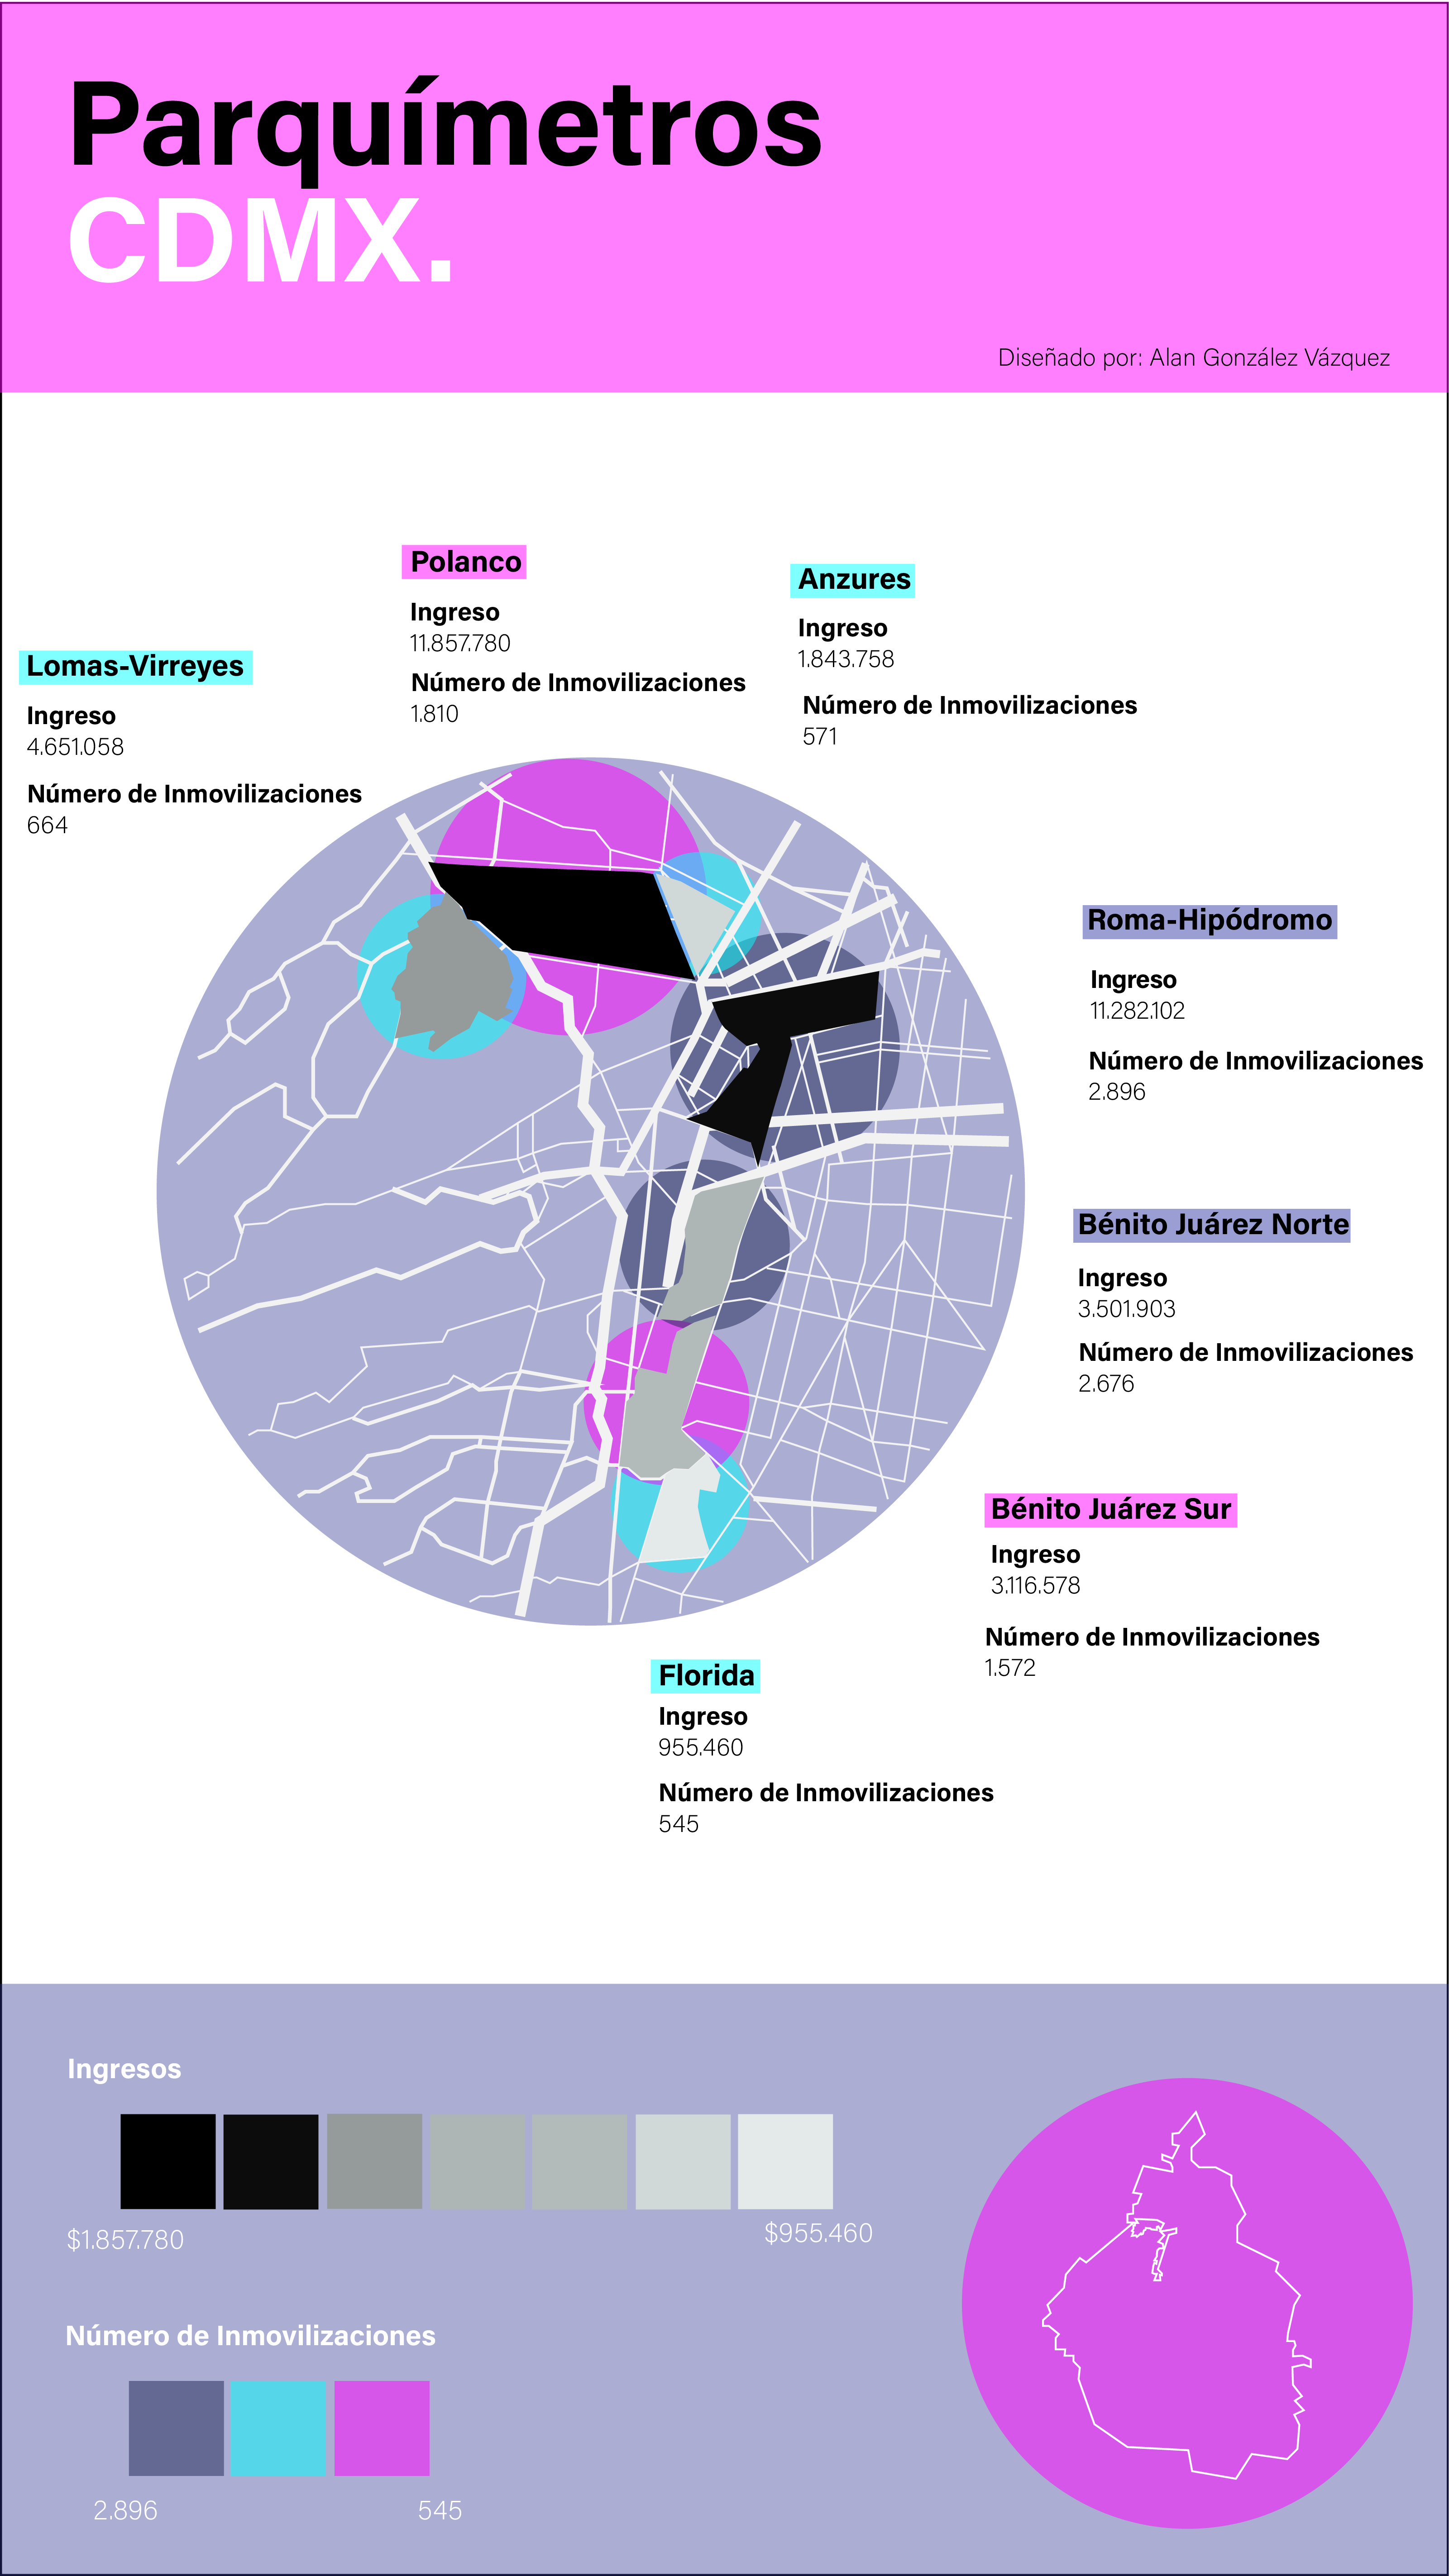 Parquímetros
CDMX.
Diseñado por: Alan González Vázquez
Polanco
Ingreso
11.857.780
Número de Inmovilizaciones
1.810
Anzures
Ingreso
1.843.758
Número de Inmovilizaciones
571
Lomas-Virreyes
Ingreso
4.651.058
Número de Inmovilizaciones
664
Roma-Hipódromo
Ingreso
11.282.102
Número de Inmovilizaciones
2.896
Bénito Juárez Norte
Ingreso
3.501.903
Número de Inmovilizaciones
2.676
Bénito Juárez Sur
Ingreso
3.116.578
Número de Inmovilizaciones
1.572
Florida
Ingreso
955.460
Número de Inmovilizaciones
545
Ingresos
$1.857.780
$955.460
Número de Inmovilizaciones
2.896
545